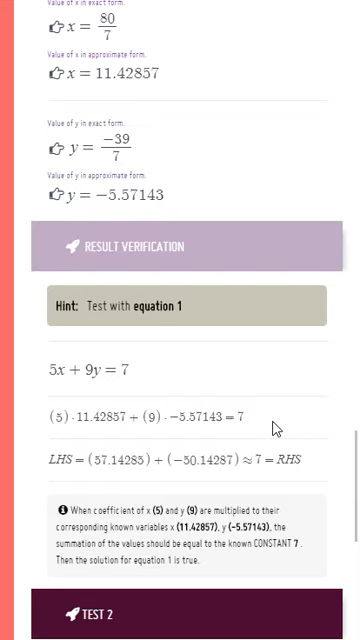 Value of x in exact form.
x = 80/7
Value of x in approximate form.
x = 11.42857
Value of y in exact form.
y = −39/7
Value of y in approximate form.
y = −5.57143
RESULT VERIFICATION
Hint: Test with equation 1
5x + 9y = 7
(5) · 11.42857 + (9) · −5.57143 = 7
LHS = (57.14285) + (−50.14287) ≈ 7 = RHS
When coefficient of x (5) and y (9) are multiplied to their
corresponding known variables x (11.42857), y (-5.57143), the
summation of the values should be equal to the known CONSTANT 7 .
Then the solution for equation 1 is true.
TEST 2